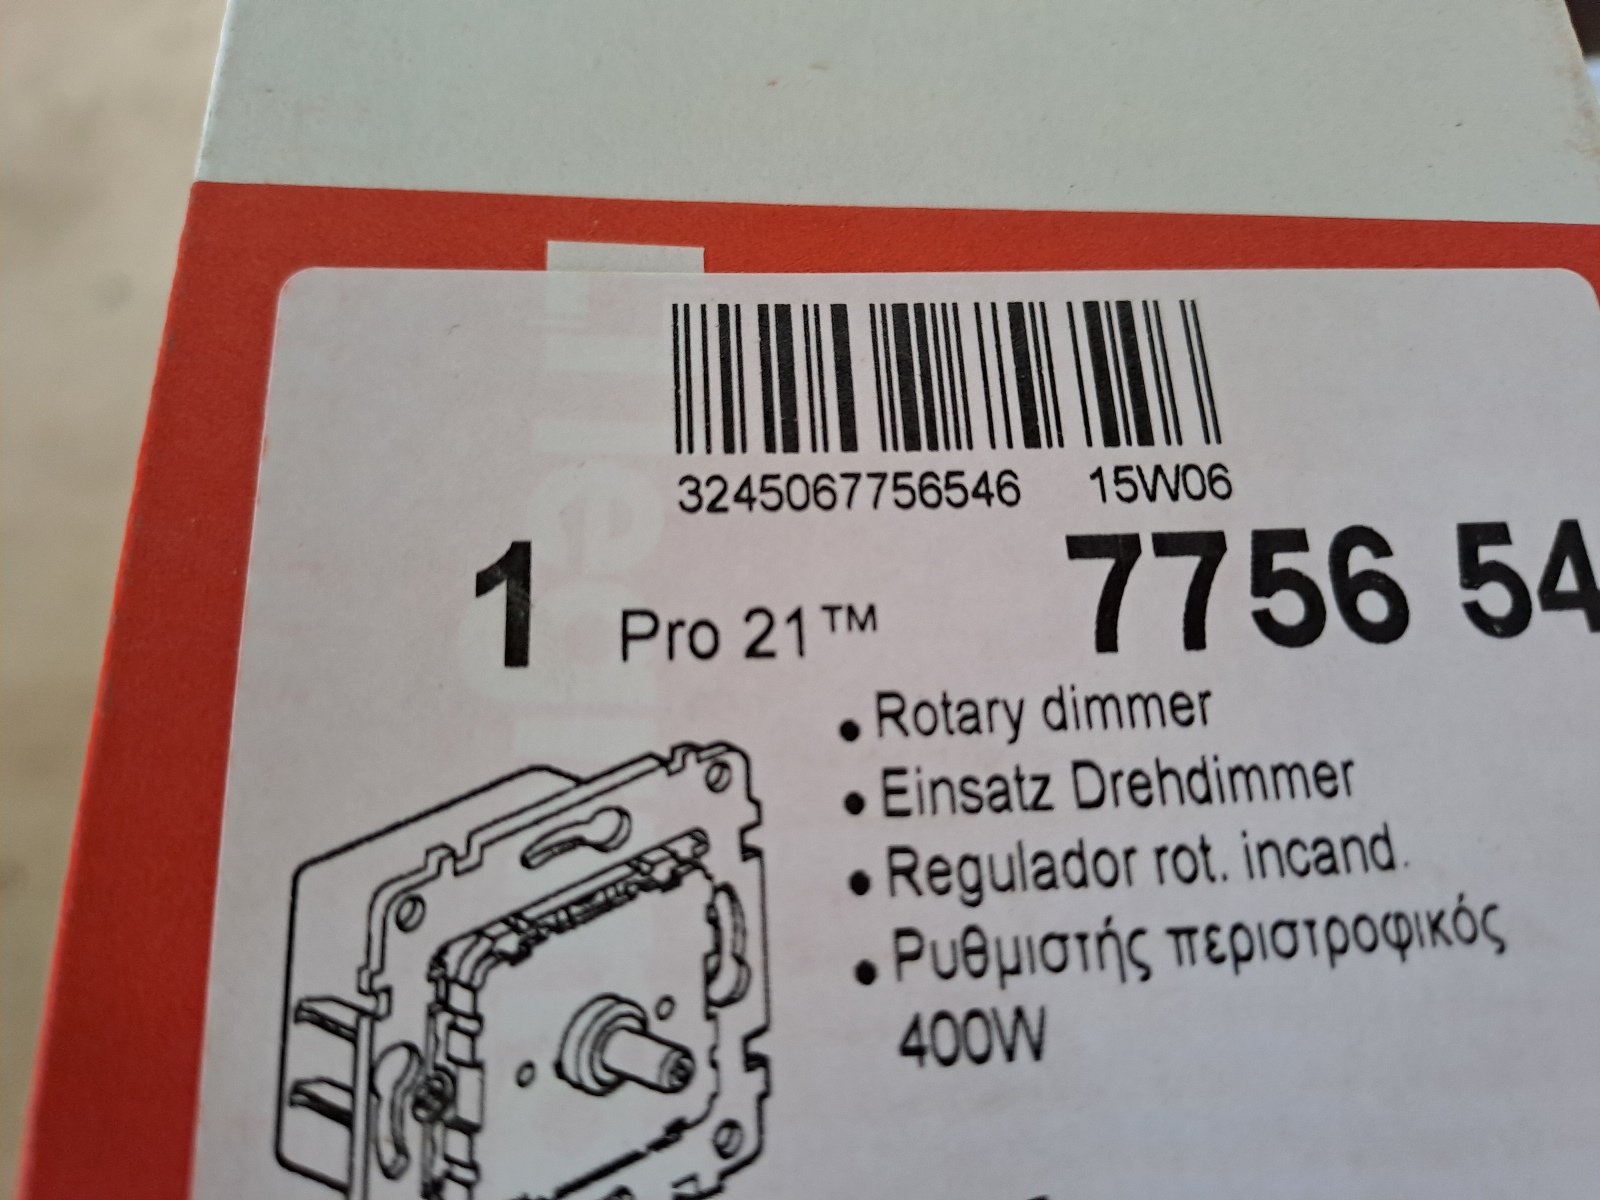 3245067756546 15W06
1 Pro 21™ 7756 54
• Rotary dimmer
• Einsatz Drehdimmer
• Regulador rot. incand.
• Ρυθμιστής περιστροφικός
400W